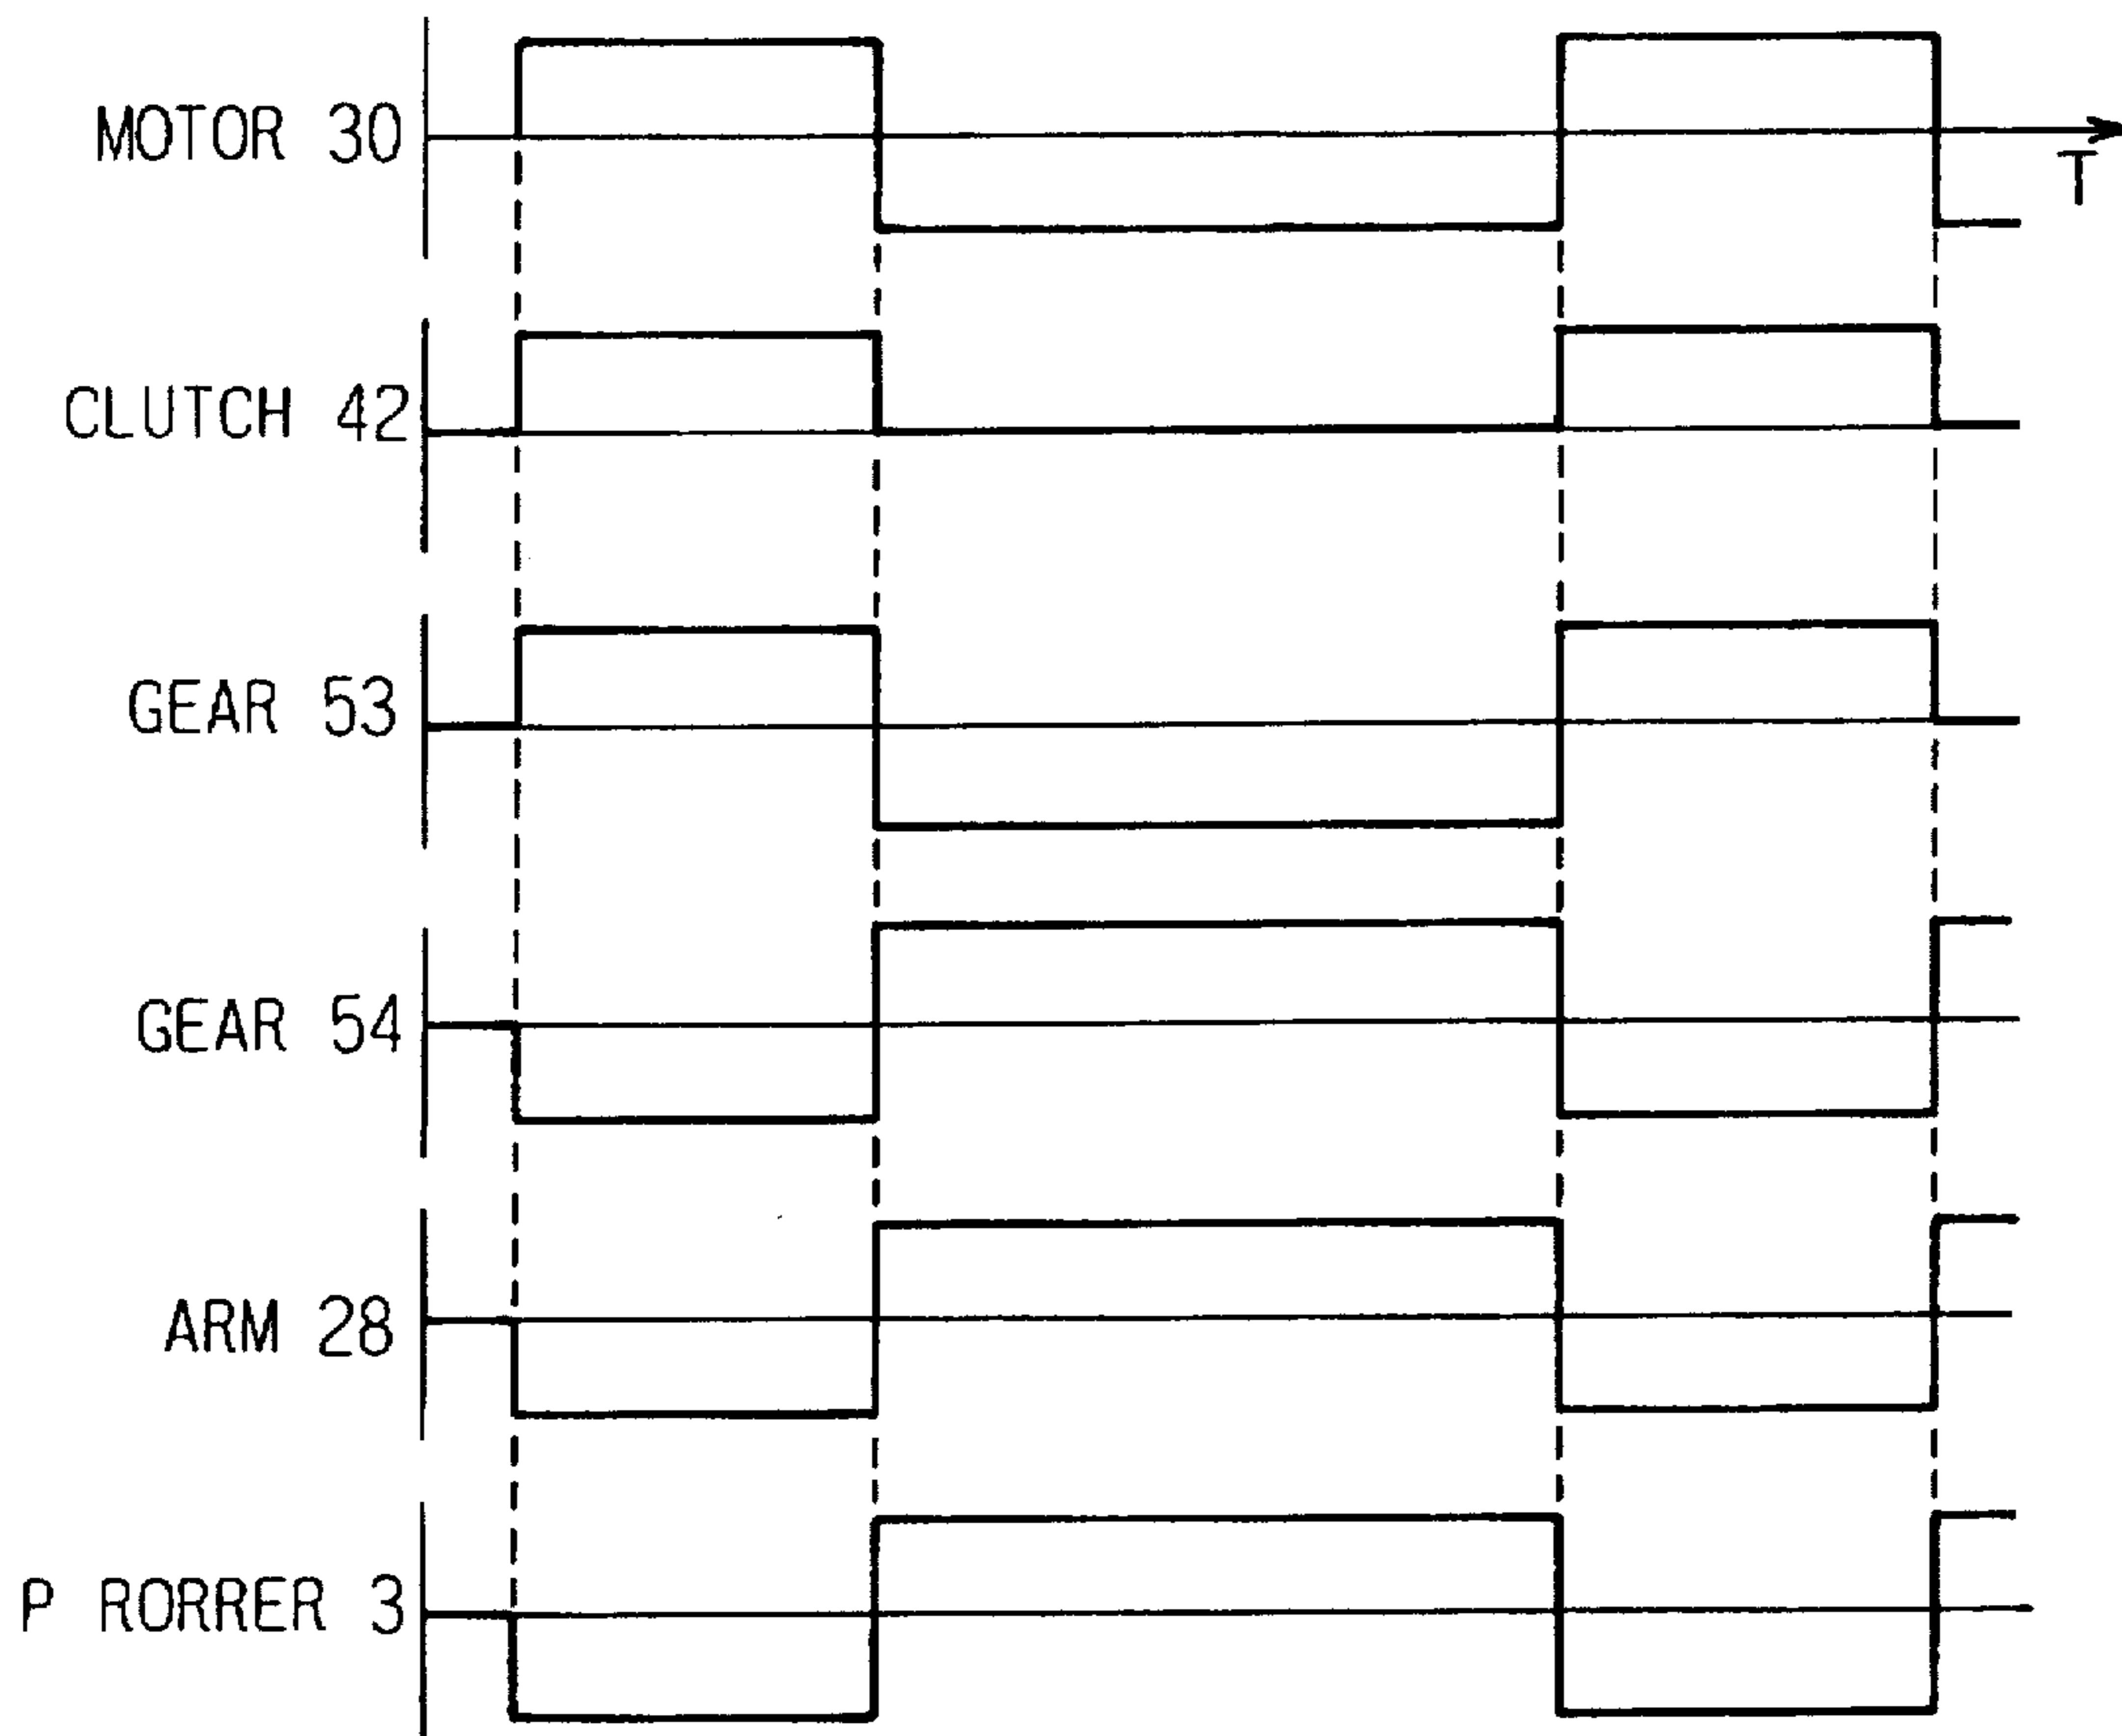 MOTOR 30
T
CLUTCH 42
GEAR 53
GEAR 54
ARM 28
P RORRER 3